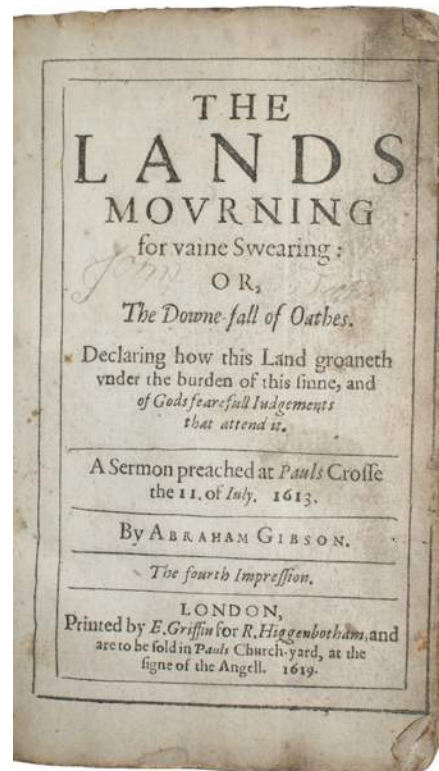 THE
LANDS
MOVRNING
for vaine Swearing:
OR,
The Downe-fall of Oathes.
Declaring how this Land groaneth
vnder the burden of this ſinne, and
of Gods fearefull Iudgements
that attend it.
A Sermon preached at Pauls Croſſe
the 11. of Iuly. 1613.
By ABRAHAM GIBSON.
The fourth Impreſſion.
LONDON,
Printed by E.Griffin for R.Higgenbotham, and
are to be ſold in Pauls Church-yard, at the
ſigne of the Angell. 1619.